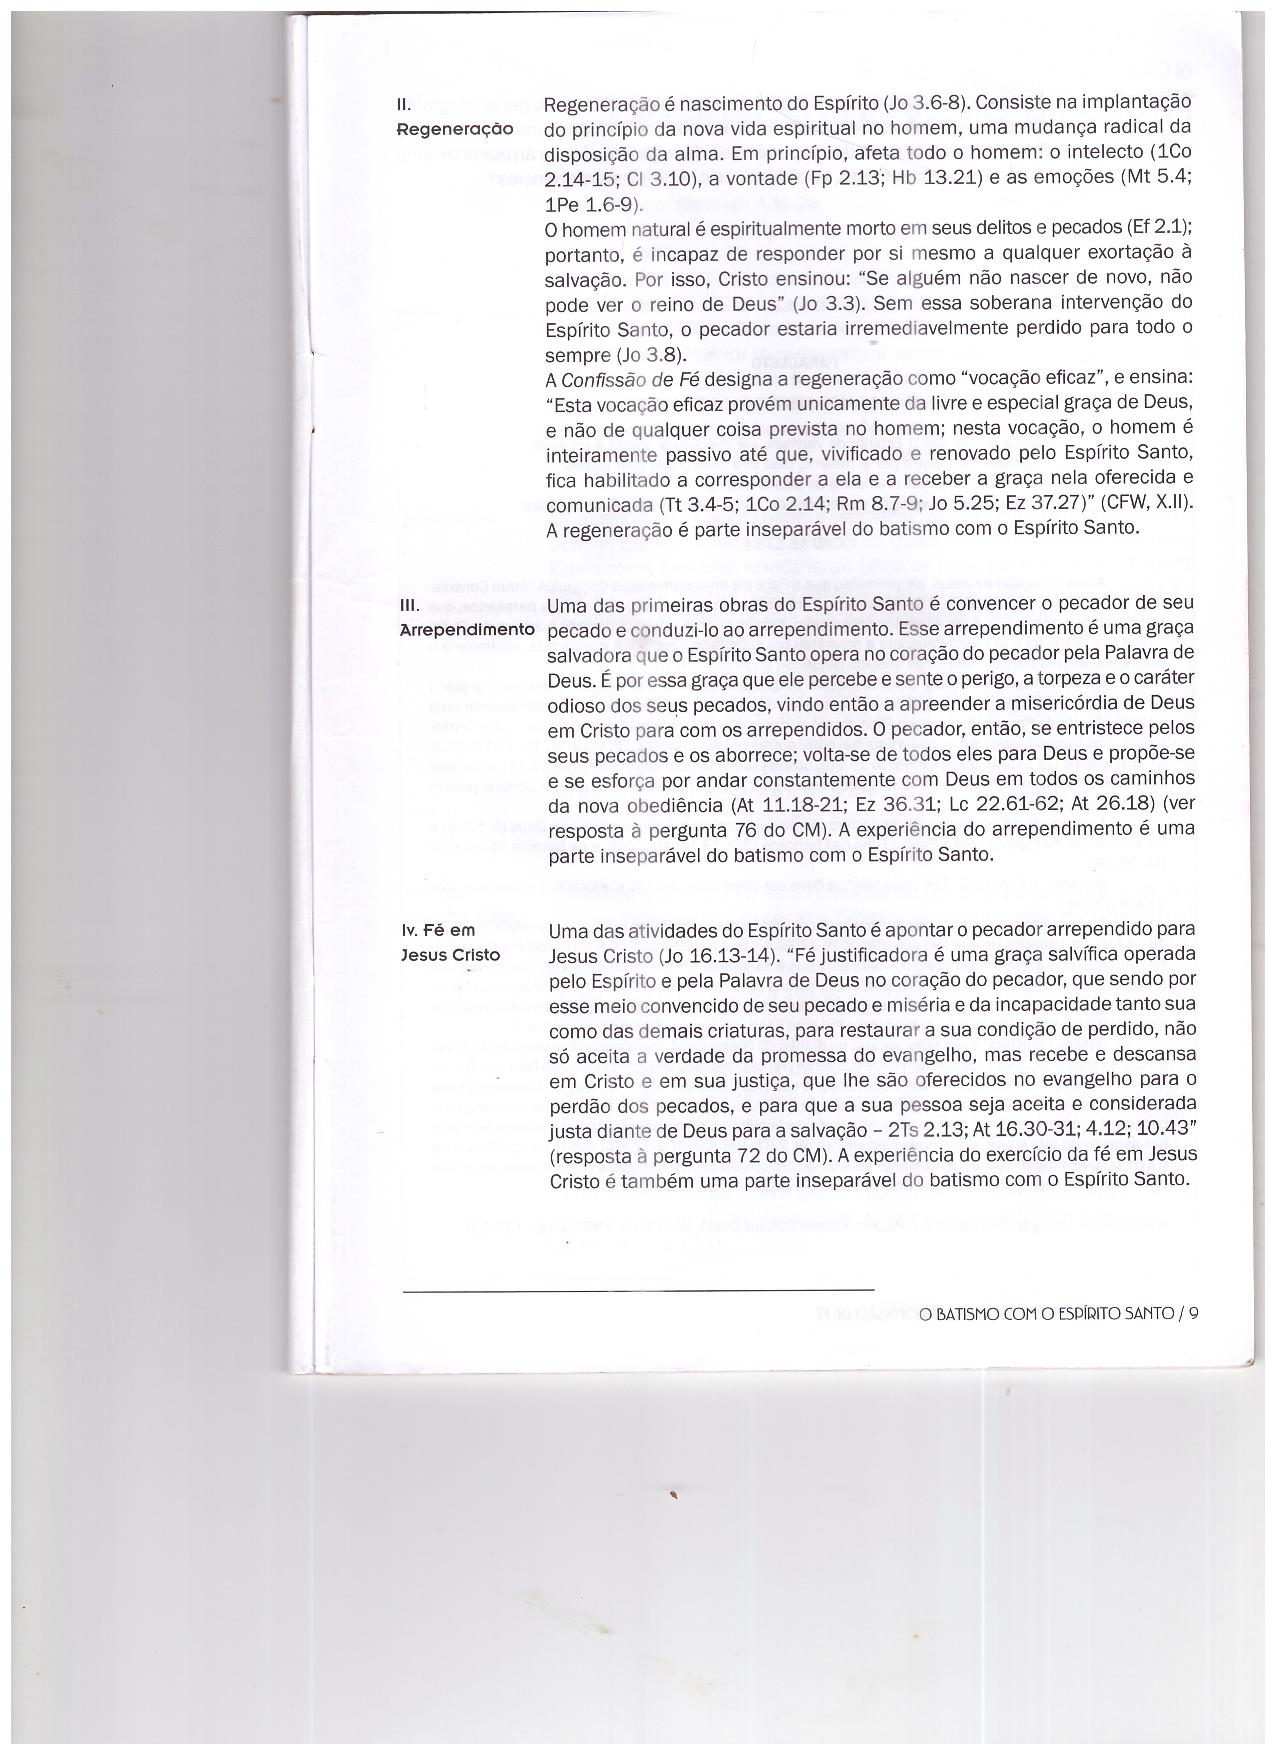 II.
Regeneração
Regeneração é nascimento do Espírito (Jo 3.6-8). Consiste na implantação
do princípio da nova vida espiritual no homem, uma mudança radical da
disposição da alma. Em princípio, afeta todo o homem: o intelecto (1Co
2.14-15; Cl 3.10), a vontade (Fp 2.13; Hb 13.21) e as emoções (Mt 5.4;
1Pe 1.6-9).
O homem natural é espiritualmente morto em seus delitos e pecados (Ef 2.1);
portanto, é incapaz de responder por si mesmo a qualquer exortação à
salvação. Por isso, Cristo ensinou: “Se alguém não nascer de novo, não
pode ver o reino de Deus” (Jo 3.3). Sem essa soberana intervenção do
Espírito Santo, o pecador estaria irremediavelmente perdido para todo o
sempre (Jo 3.8).
A Confissão de Fé designa a regeneração como “vocação eficaz”, e ensina:
“Esta vocação eficaz provém unicamente da livre e especial graça de Deus,
e não de qualquer coisa prevista no homem; nesta vocação, o homem é
inteiramente passivo até que, vivificado e renovado pelo Espírito Santo,
fica habilitado a corresponder a ela e a receber a graça nela oferecida e
comunicada (Tt 3.4-5; 1Co 2.14; Rm 8.7-9; Jo 5.25; Ez 37.27)” (CFW, X.II).
A regeneração é parte inseparável do batismo com o Espírito Santo.
III.
Arrependimento
Uma das primeiras obras do Espírito Santo é convencer o pecador de seu
pecado e conduzi-lo ao arrependimento. Esse arrependimento é uma graça
salvadora que o Espírito Santo opera no coração do pecador pela Palavra de
Deus. É por essa graça que ele percebe e sente o perigo, a torpeza e o caráter
odioso dos seus pecados, vindo então a apreender a misericórdia de Deus
em Cristo para com os arrependidos. O pecador, então, se entristece pelos
seus pecados e os aborrece; volta-se de todos eles para Deus e propõe-se
e se esforça por andar constantemente com Deus em todos os caminhos
da nova obediência (At 11.18-21; Ez 36.31; Lc 22.61-62; At 26.18) (ver
resposta à pergunta 76 do CM). A experiência do arrependimento é uma
parte inseparável do batismo com o Espírito Santo.
Iv. Fé em
Jesus Cristo
Uma das atividades do Espírito Santo é apontar o pecador arrependido para
Jesus Cristo (Jo 16.13-14). “Fé justificadora é uma graça salvífica operada
pelo Espírito e pela Palavra de Deus no coração do pecador, que sendo por
esse meio convencido de seu pecado e miséria e da incapacidade tanto sua
como das demais criaturas, para restaurar a sua condição de perdido, não
só aceita a verdade da promessa do evangelho, mas recebe e descansa
em Cristo e em sua justiça, que lhe são oferecidos no evangelho para o
perdão dos pecados, e para que a sua pessoa seja aceita e considerada
justa diante de Deus para a salvação – 2Ts 2.13; At 16.30-31; 4.12; 10.43”
(resposta à pergunta 72 do CM). A experiência do exercício da fé em Jesus
Cristo é também uma parte inseparável do batismo com o Espírito Santo.
O BATISMO COM O ESPÍRITO SANTO / 9